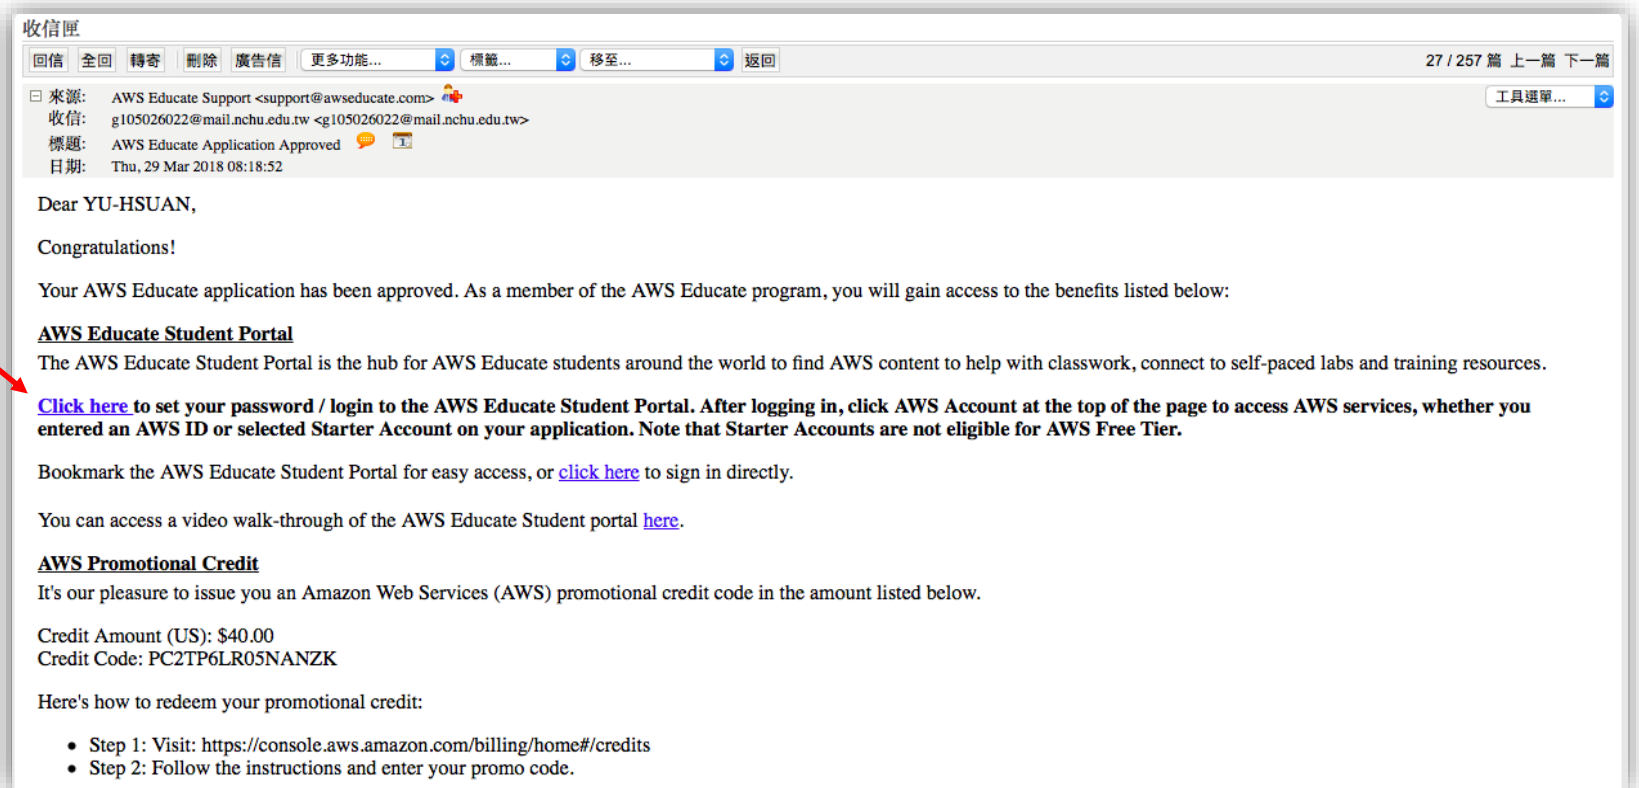 收信匣
回信 全回 轉寄 刪除 廣告信 更多功能... 標籤... 移至... 返回 27 / 257 篇 上一篇 下一篇
來源: AWS Educate Support <support@awseducate.com> 工具選單...
收信: g105026022@mail.nchu.edu.tw <g105026022@mail.nchu.edu.tw>
標題: AWS Educate Application Approved
日期: Thu, 29 Mar 2018 08:18:52
Dear YU-HSUAN,
Congratulations!
Your AWS Educate application has been approved. As a member of the AWS Educate program, you will gain access to the benefits listed below:
AWS Educate Student Portal
The AWS Educate Student Portal is the hub for AWS Educate students around the world to find AWS content to help with classwork, connect to self-paced labs and training resources.
Click here to set your password / login to the AWS Educate Student Portal. After logging in, click AWS Account at the top of the page to access AWS services, whether you
entered an AWS ID or selected Starter Account on your application. Note that Starter Accounts are not eligible for AWS Free Tier.
Bookmark the AWS Educate Student Portal for easy access, or click here to sign in directly.
You can access a video walk-through of the AWS Educate Student portal here.
AWS Promotional Credit
It's our pleasure to issue you an Amazon Web Services (AWS) promotional credit code in the amount listed below.
Credit Amount (US): $40.00
Credit Code: PC2TP6LR05NANZK
Here's how to redeem your promotional credit:
• Step 1: Visit: https://console.aws.amazon.com/billing/home#/credits
• Step 2: Follow the instructions and enter your promo code.